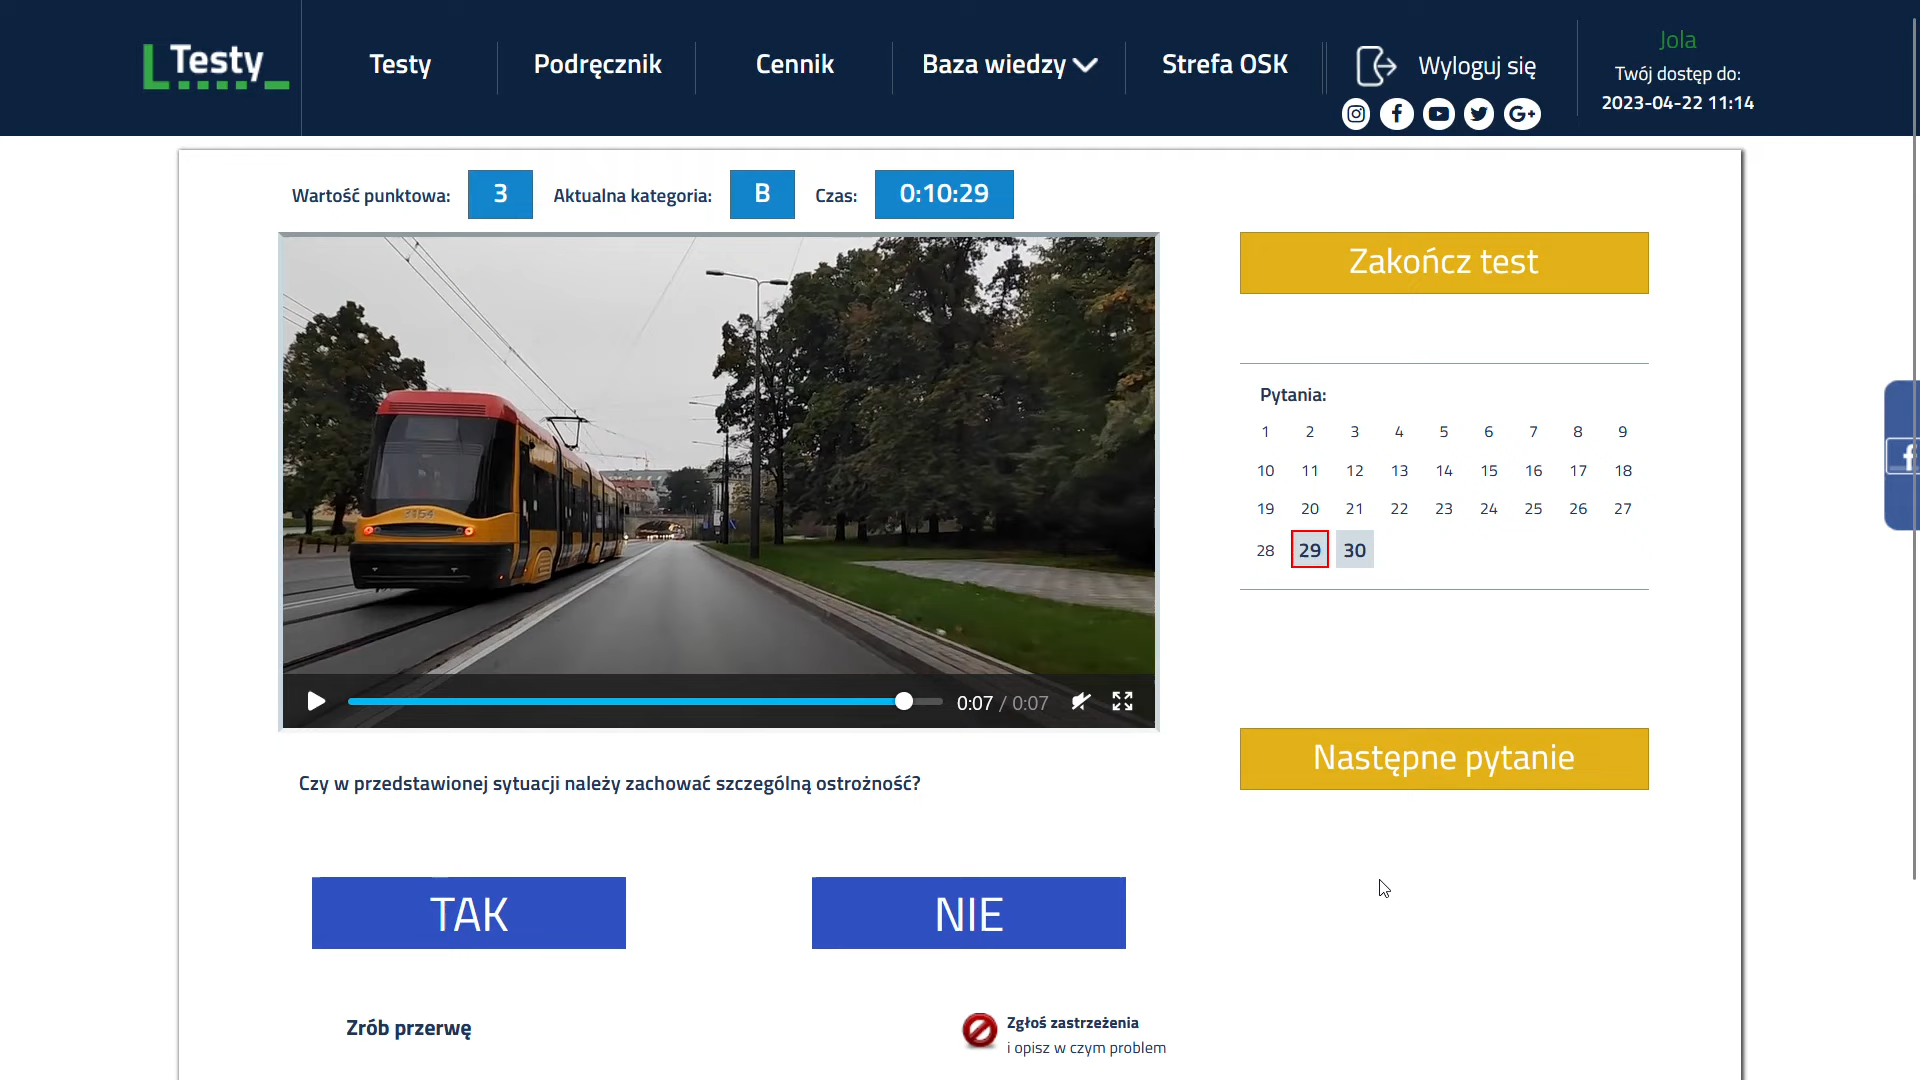 Testy
Testy
Podręcznik
Cennik
Baza wiedzy
Strefa OSK
Wyloguj się
Jola
Twój dostęp do:
2023-04-22 11:14
Wartość punktowa: 3 Aktualna kategoria: B Czas: 0:10:29
Zakończ test
3154
0:07 / 0:07
Pytania:
1 2 3 4 5 6 7 8 9
10 11 12 13 14 15 16 17 18
19 20 21 22 23 24 25 26 27
28 29 30
Następne pytanie
Czy w przedstawionej sytuacji należy zachować szczególną ostrożność?
TAK
NIE
Zrób przerwę
Zgłoś zastrzeżenia
i opisz w czym problem